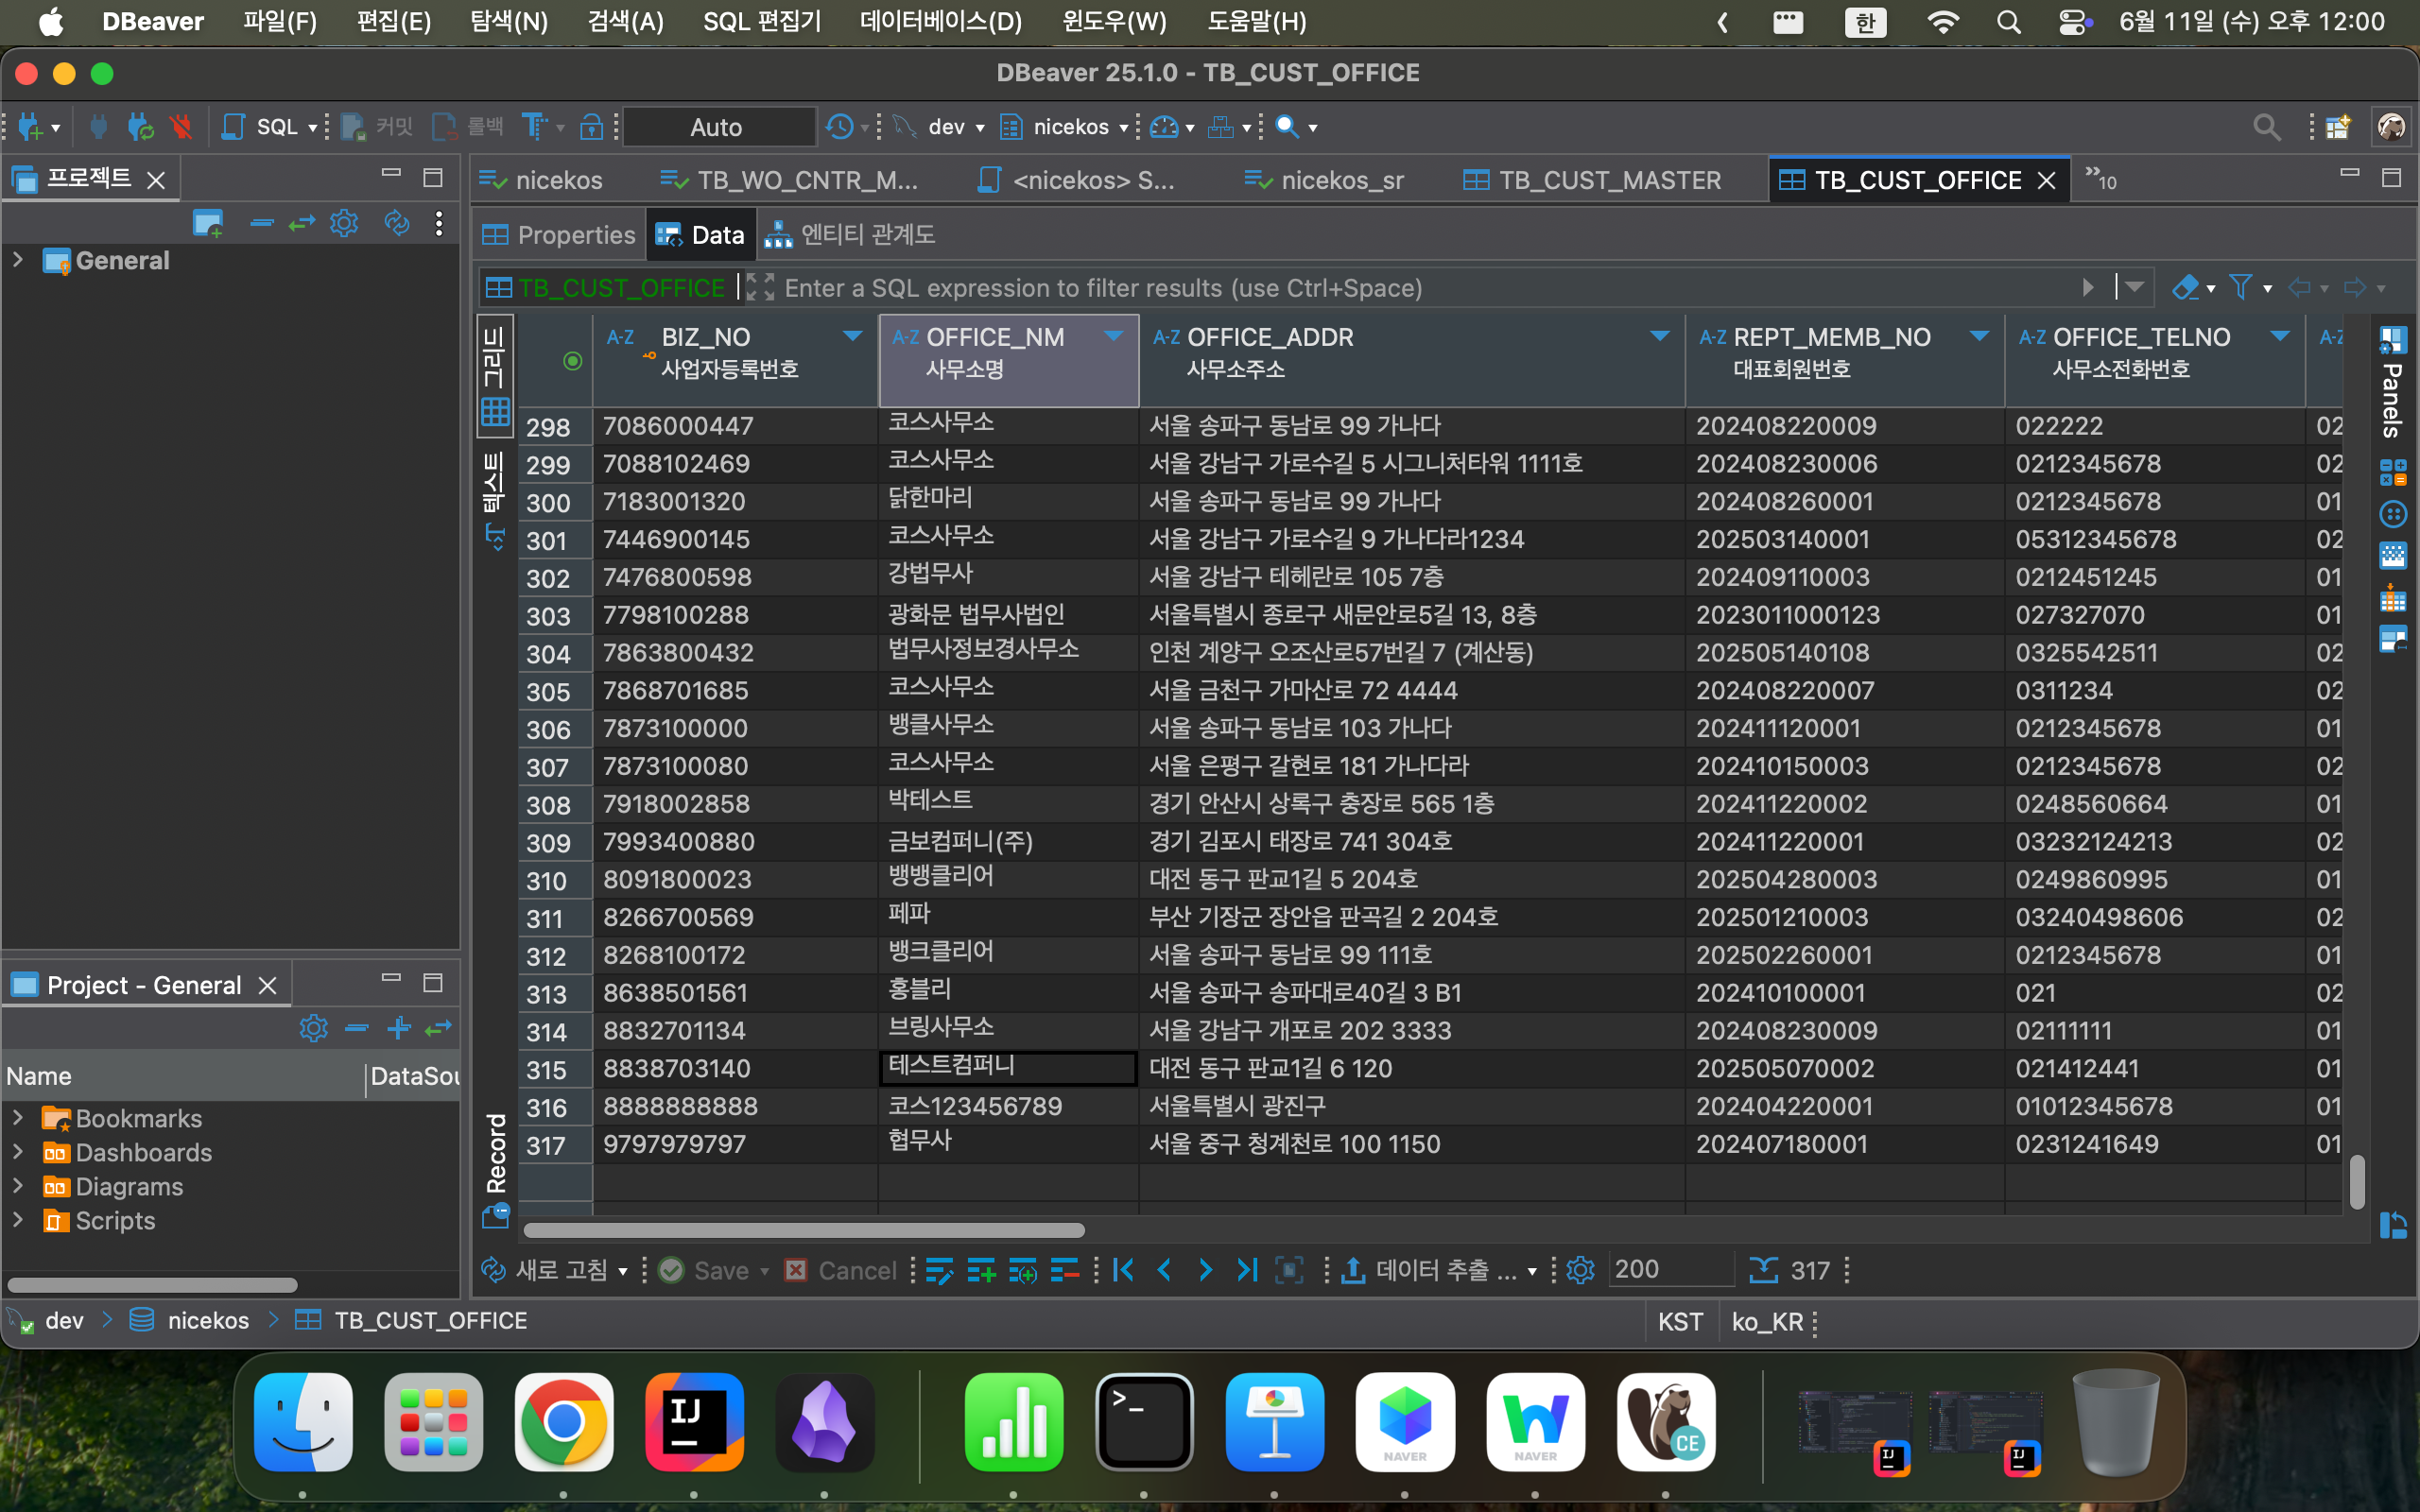 DBeaver 파일(F) 편집(E) 탐색(N) 검색(A) SQL 편집기 데이터베이스(D) 윈도우(W) 도움말(H) 한 6월 11일 (수) 오후 12:00
DBeaver 25.1.0 - TB_CUST_OFFICE
SQL 커밋 롤백 Auto dev nicekos
프로젝트
nicekos TB_WO_CNTR_M... <nicekos> S... nicekos_sr TB_CUST_MASTER TB_CUST_OFFICE »10
Properties Data 엔티티 관계도
General
TB_CUST_OFFICE Enter a SQL expression to filter results (use Ctrl+Space)
그리드
텍스트
Record
Panels
A-Z BIZ_NO A-Z OFFICE_NM A-Z OFFICE_ADDR A-Z REPT_MEMB_NO A-Z OFFICE_TELNO A-Z
사업자등록번호 사무소명 사무소주소 대표회원번호 사무소전화번호
298 7086000447 코스사무소 서울 송파구 동남로 99 가나다 202408220009 022222 02
299 7088102469 코스사무소 서울 강남구 가로수길 5 시그니처타워 1111호 202408230006 0212345678 02
300 7183001320 닭한마리 서울 송파구 동남로 99 가나다 202408260001 0212345678 01
301 7446900145 코스사무소 서울 강남구 가로수길 9 가나다라1234 202503140001 05312345678 02
302 7476800598 강법무사 서울 강남구 테헤란로 105 7층 202409110003 0212451245 01
303 7798100288 광화문 법무사법인 서울특별시 종로구 새문안로5길 13, 8층 2023011000123 027327070 01
304 7863800432 법무사정보경사무소 인천 계양구 오조산로57번길 7 (계산동) 202505140108 0325542511 02
305 7868701685 코스사무소 서울 금천구 가마산로 72 4444 202408220007 0311234 02
306 7873100000 뱅클사무소 서울 송파구 동남로 103 가나다 202411120001 0212345678 01
307 7873100080 코스사무소 서울 은평구 갈현로 181 가나다라 202410150003 0212345678 02
308 7918002858 박테스트 경기 안산시 상록구 충장로 565 1층 202411220002 0248560664 01
309 7993400880 금보컴퍼니(주) 경기 김포시 태장로 741 304호 202411220001 03232124213 02
310 8091800023 뱅뱅클리어 대전 동구 판교1길 5 204호 202504280003 0249860995 01
311 8266700569 페파 부산 기장군 장안읍 판곡길 2 204호 202501210003 03240498606 02
312 8268100172 뱅크클리어 서울 송파구 동남로 99 111호 202502260001 0212345678 01
313 8638501561 홍블리 서울 송파구 송파대로40길 3 B1 202410100001 021 02
314 8832701134 브링사무소 서울 강남구 개포로 202 3333 202408230009 02111111 01
315 8838703140 테스트컴퍼니 대전 동구 판교1길 6 120 202505070002 021412441 01
316 8888888888 코스123456789 서울특별시 광진구 202404220001 01012345678 01
317 9797979797 협무사 서울 중구 청계천로 100 1150 202407180001 0231241649 01
Project - General
Name DataSou
Bookmarks
Dashboards
Diagrams
Scripts
새로 고침 Save Cancel 데이터 추출 ... 200 317
dev nicekos TB_CUST_OFFICE KST ko_KR
IJ NAVER NAVER CE IJ IJ